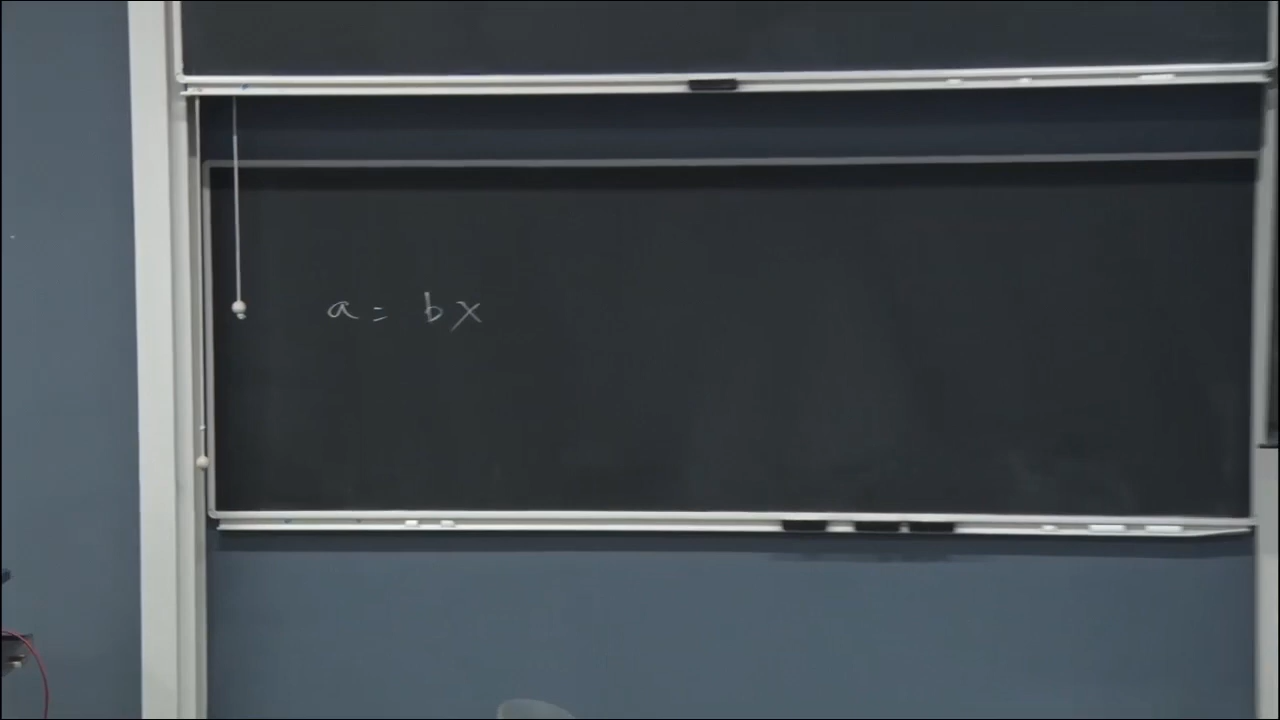 a = bx